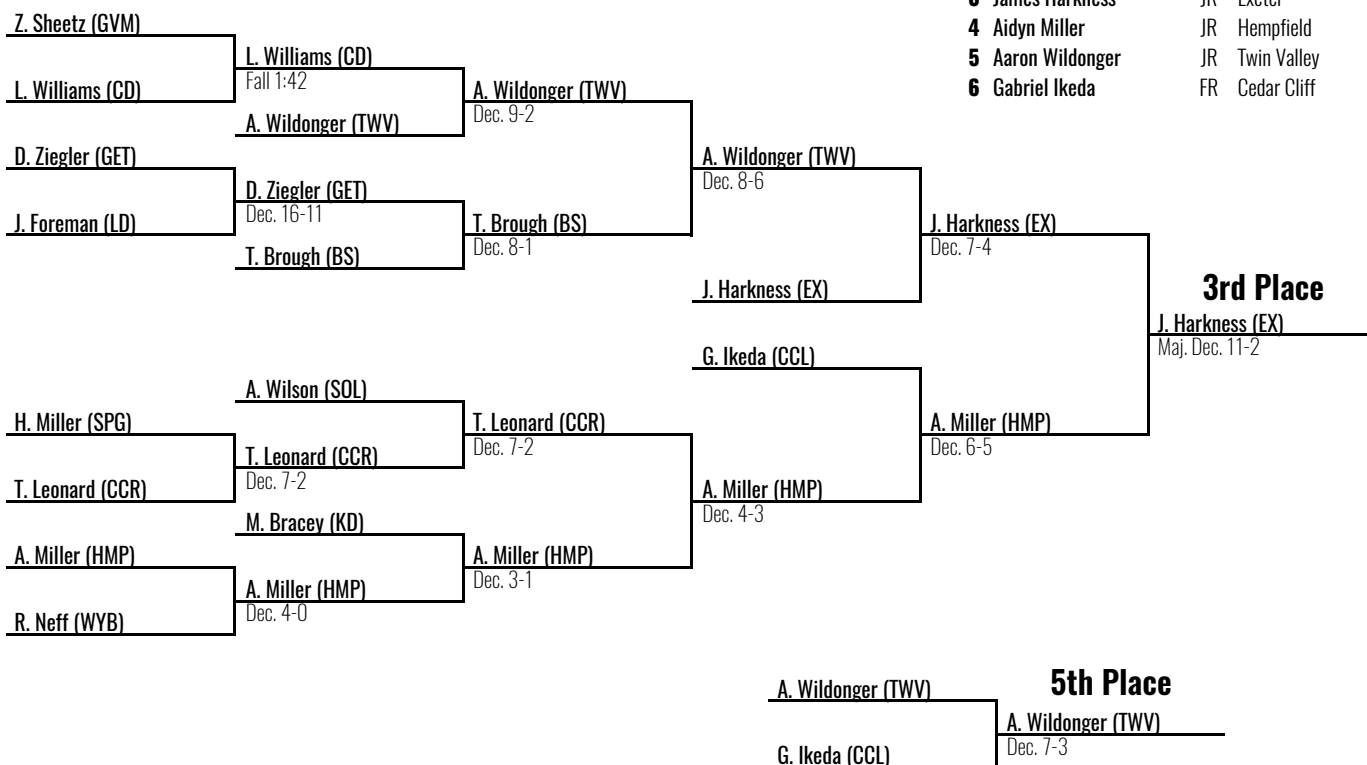 3 James Harkness JR Exeter
Z. Sheetz (GVM)
4 Aidyn Miller JR Hempfield
L. Williams (CD)
5 Aaron Wildonger JR Twin Valley
Fall 1:42
L. Williams (CD)
A. Wildonger (TWV)
6 Gabriel Ikeda FR Cedar Cliff
Dec. 9-2
A. Wildonger (TWV)
D. Ziegler (GET)
A. Wildonger (TWV)
Dec. 8-6
D. Ziegler (GET)
Dec. 16-11
J. Foreman (LD)
T. Brough (BS)
J. Harkness (EX)
Dec. 8-1
Dec. 7-4
T. Brough (BS)
3rd Place
J. Harkness (EX)
J. Harkness (EX)
Maj. Dec. 11-2
G. Ikeda (CCL)
A. Wilson (SOL)
H. Miller (SPG)
T. Leonard (CCR)
A. Miller (HMP)
Dec. 7-2
Dec. 6-5
T. Leonard (CCR)
Dec. 7-2
T. Leonard (CCR)
A. Miller (HMP)
Dec. 4-3
M. Bracey (KD)
A. Miller (HMP)
A. Miller (HMP)
Dec. 3-1
A. Miller (HMP)
Dec. 4-0
R. Neff (WYB)
5th Place
A. Wildonger (TWV)
A. Wildonger (TWV)
Dec. 7-3
G. Ikeda (CCL)